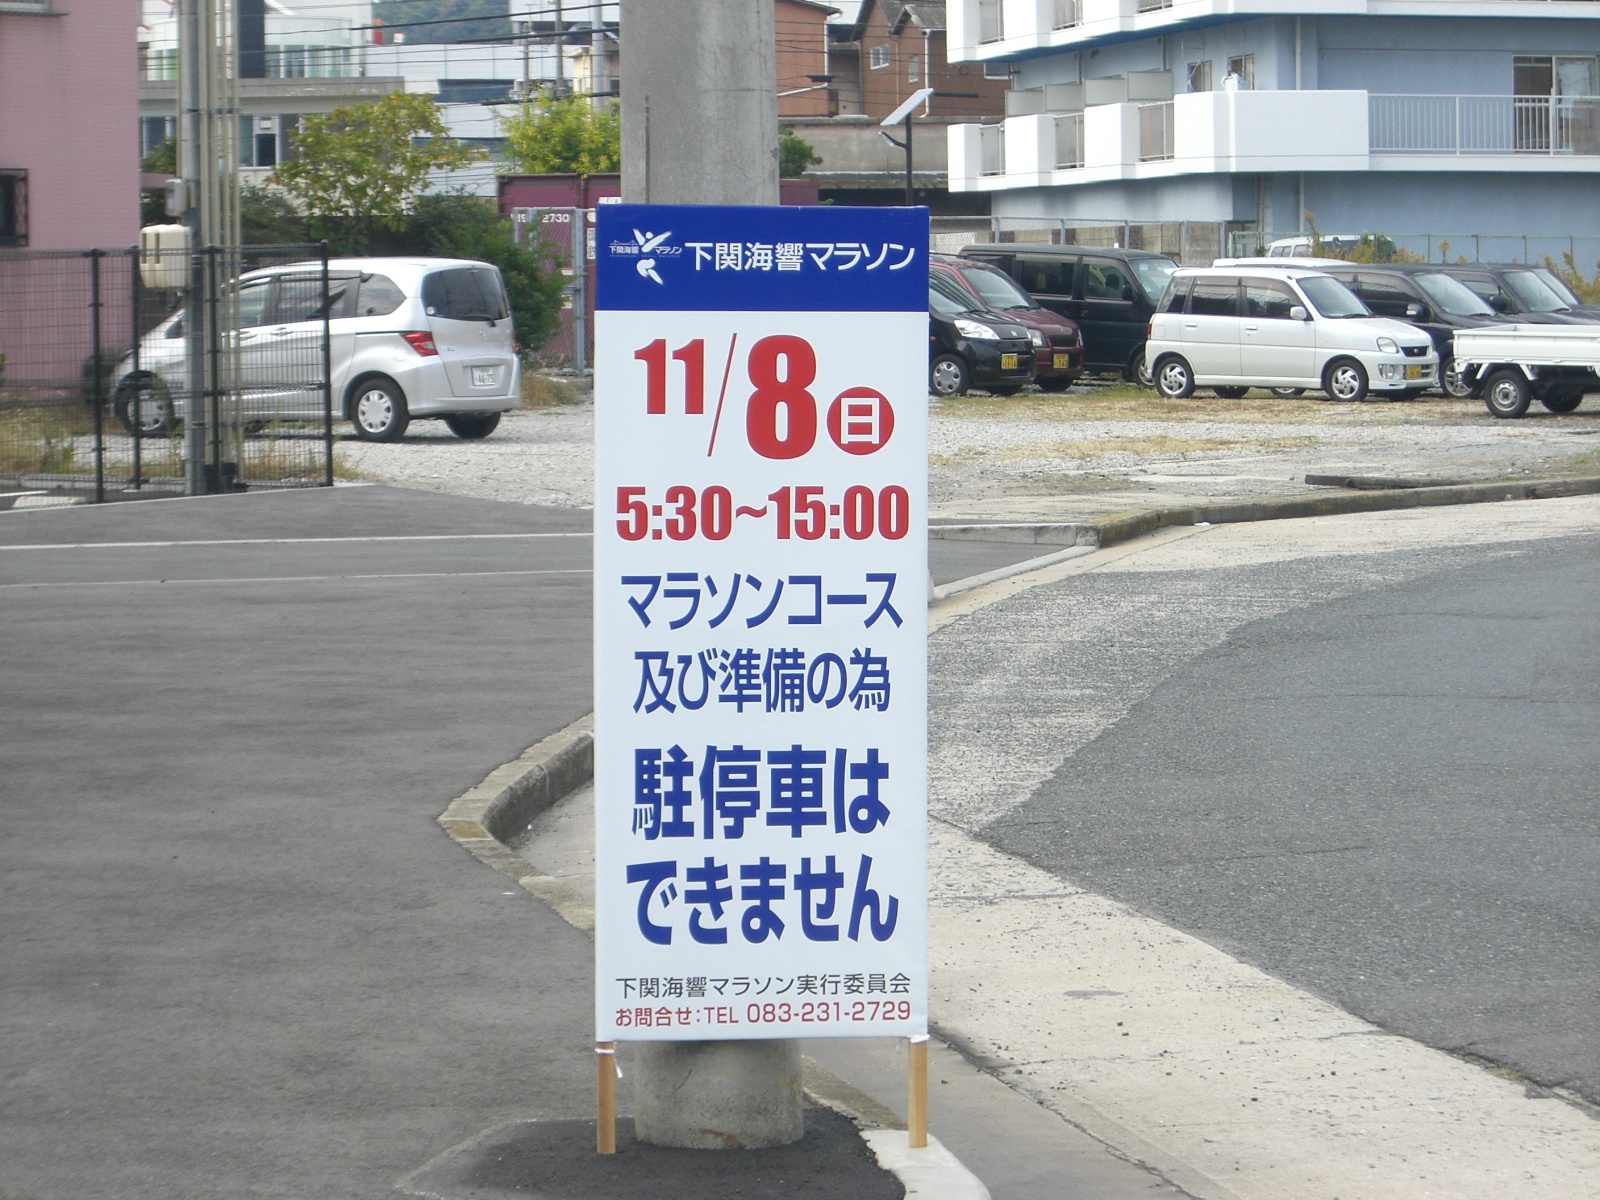 下関海響マラソン
下関海響マラソン
11/8㊐
5:30~15:00
マラソンコース
及び準備の為
駐停車は
できません
下関海響マラソン実行委員会
お問合せ:TEL 083-231-2729
2730